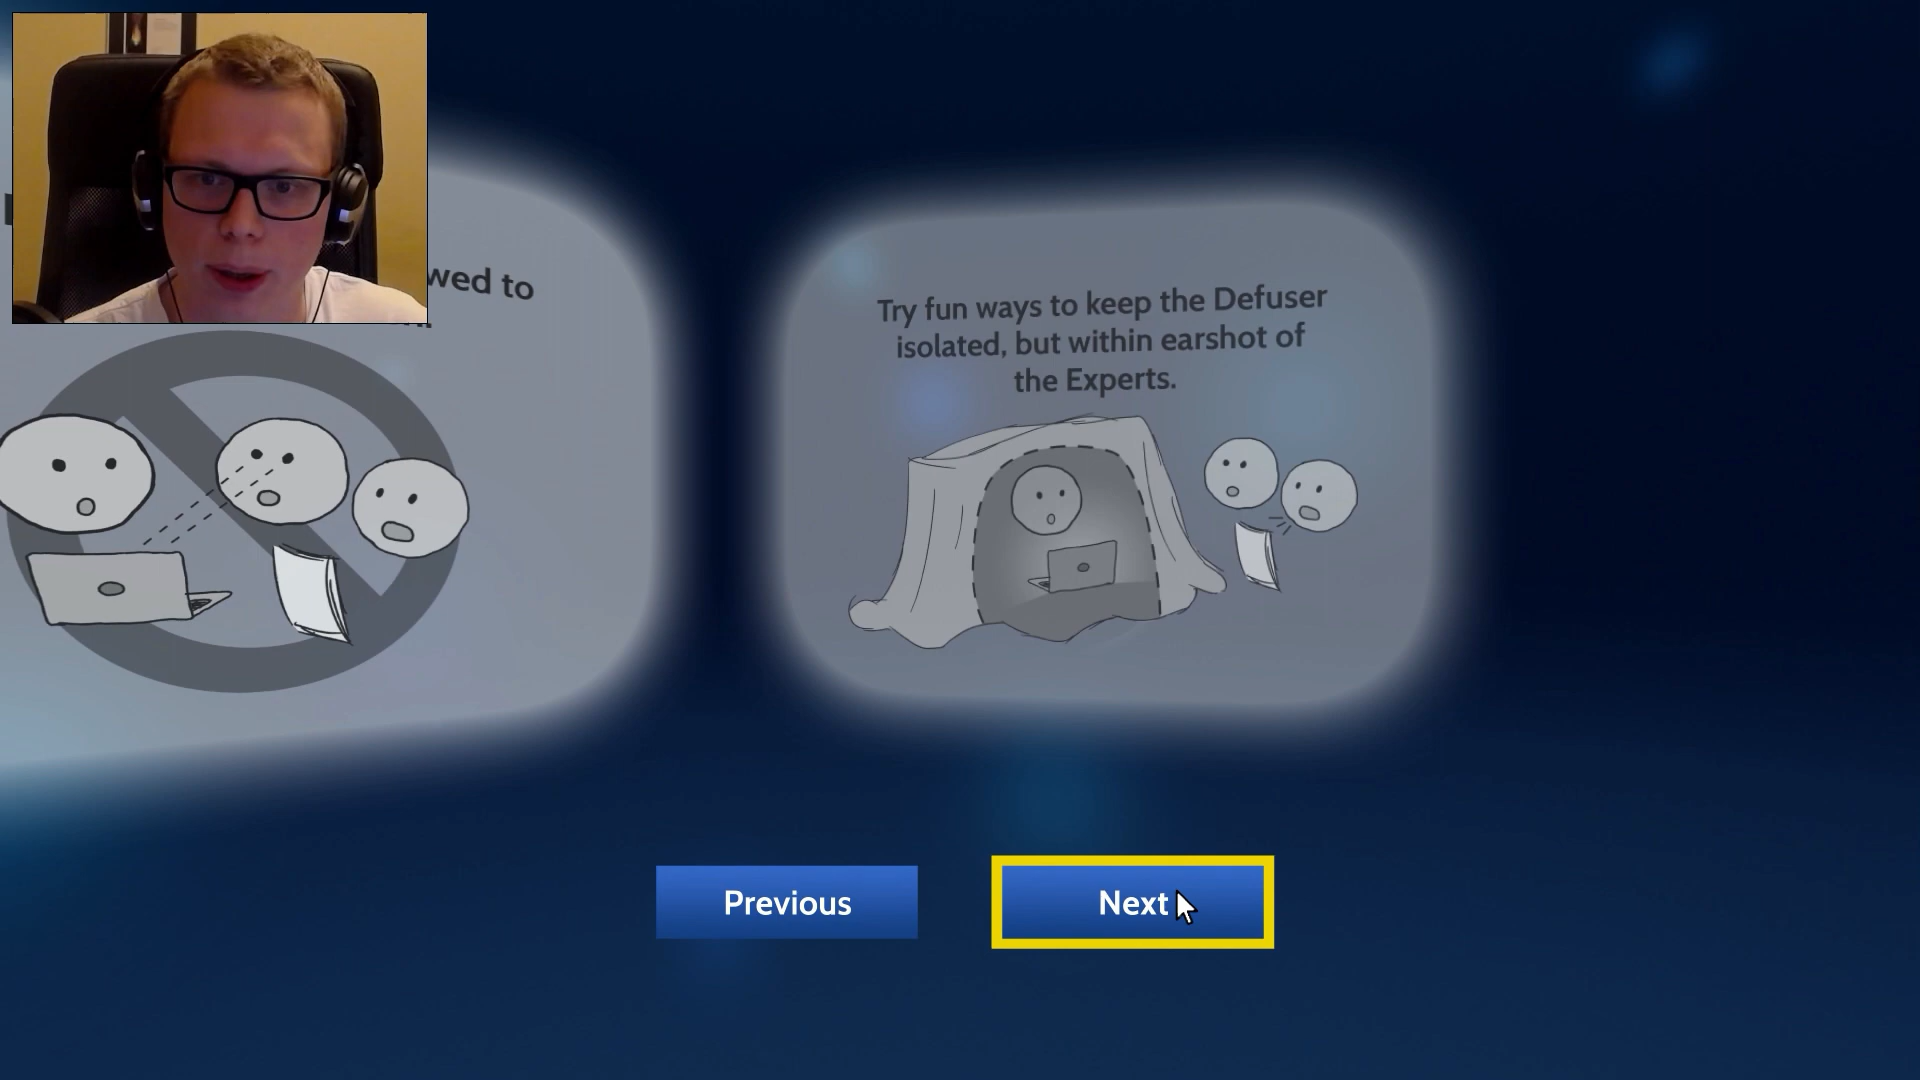 wed to
Try fun ways to keep the Defuser
isolated, but within earshot of
the Experts.
Previous
Next